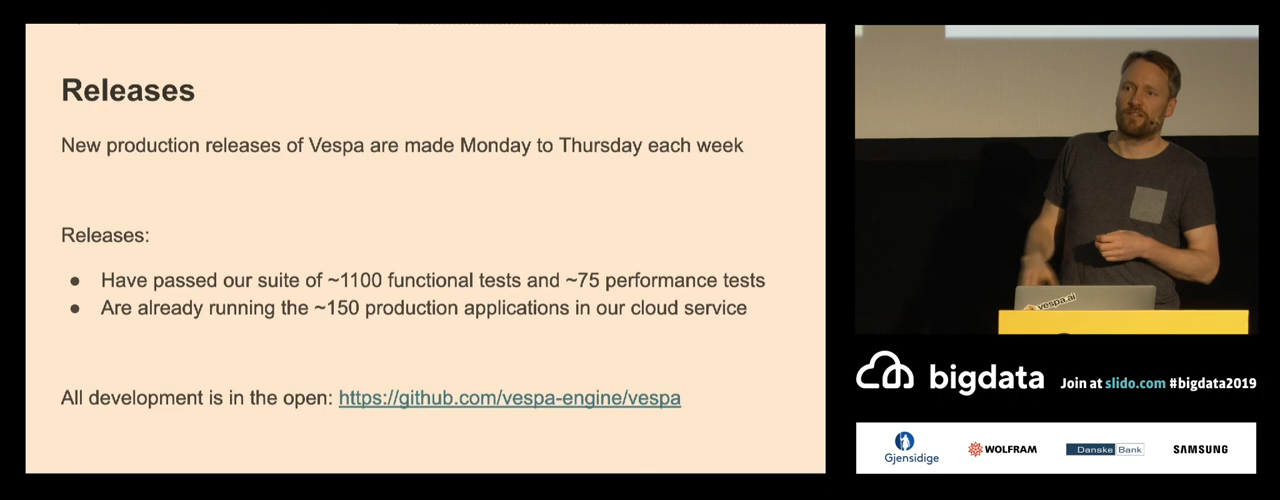 Releases
New production releases of Vespa are made Monday to Thursday each week
Releases:
● Have passed our suite of ~1100 functional tests and ~75 performance tests
● Are already running the ~150 production applications in our cloud service
All development is in the open: https://github.com/vespa-engine/vespa
vespa.ai
bigdata
Join at slido.com #bigdata2019
Gjensidige
WOLFRAM
Danske Bank
SAMSUNG